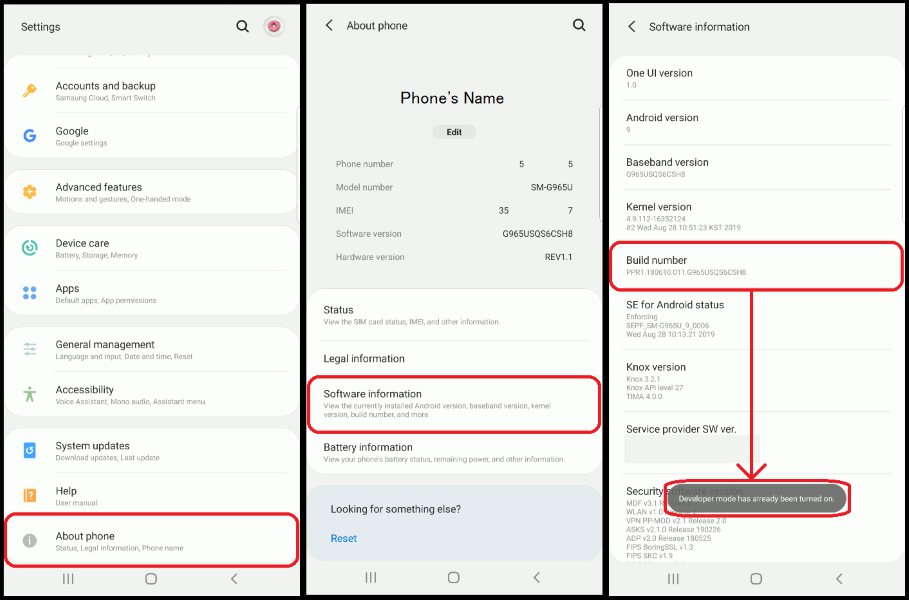 Settings
Accounts and backup
Samsung Cloud, Smart Switch
Google
Google settings
Advanced features
Motions and gestures, One-handed mode
Device care
Battery, Storage, Memory
Apps
Default apps, App permissions
General management
Language and input, Date and time, Reset
Accessibility
Voice Assistant, Mono audio, Assistant menu
System updates
Download updates, Last update
Help
User manual
About phone
Status, Legal information, Phone name
About phone
Phone's Name
Edit
Phone number 5 5
Model number SM-G965U
IMEI 35 7
Software version G965USQS6CSH8
Hardware version REV1.1
Status
View the SIM card status, IMEI, and other information.
Legal information
Software information
View the currently installed Android version, baseband version, kernel
version, build number, and more.
Battery information
View your phone's battery status, remaining power, and other information.
Looking for something else?
Reset
Software information
One UI version
1.0
Android version
9
Baseband version
G965USQS6CSH8
Kernel version
4.9.112-16352124
#2 Wed Aug 28 10:51:23 KST 2019
Build number
PPR1.180610.011.G965USQS6CSH8
SE for Android status
Enforcing
SEPF_SM-G965U_9_0006
Wed Aug 28 10:13:21 2019
Knox version
Knox 3.2.1
Knox API level 27
TIMA 4.0.0
Service provider SW ver.
Security software version
Developer mode has already been turned on.
MDF v3.1 R
WLAN v1.0
VPN PP-MOD v2.1 Release 2.0
ASKS v2.1.0 Release 190226
ADP v2.0 Release 180525
FIPS BoringSSL v1.3
FIPS SKC v1.9